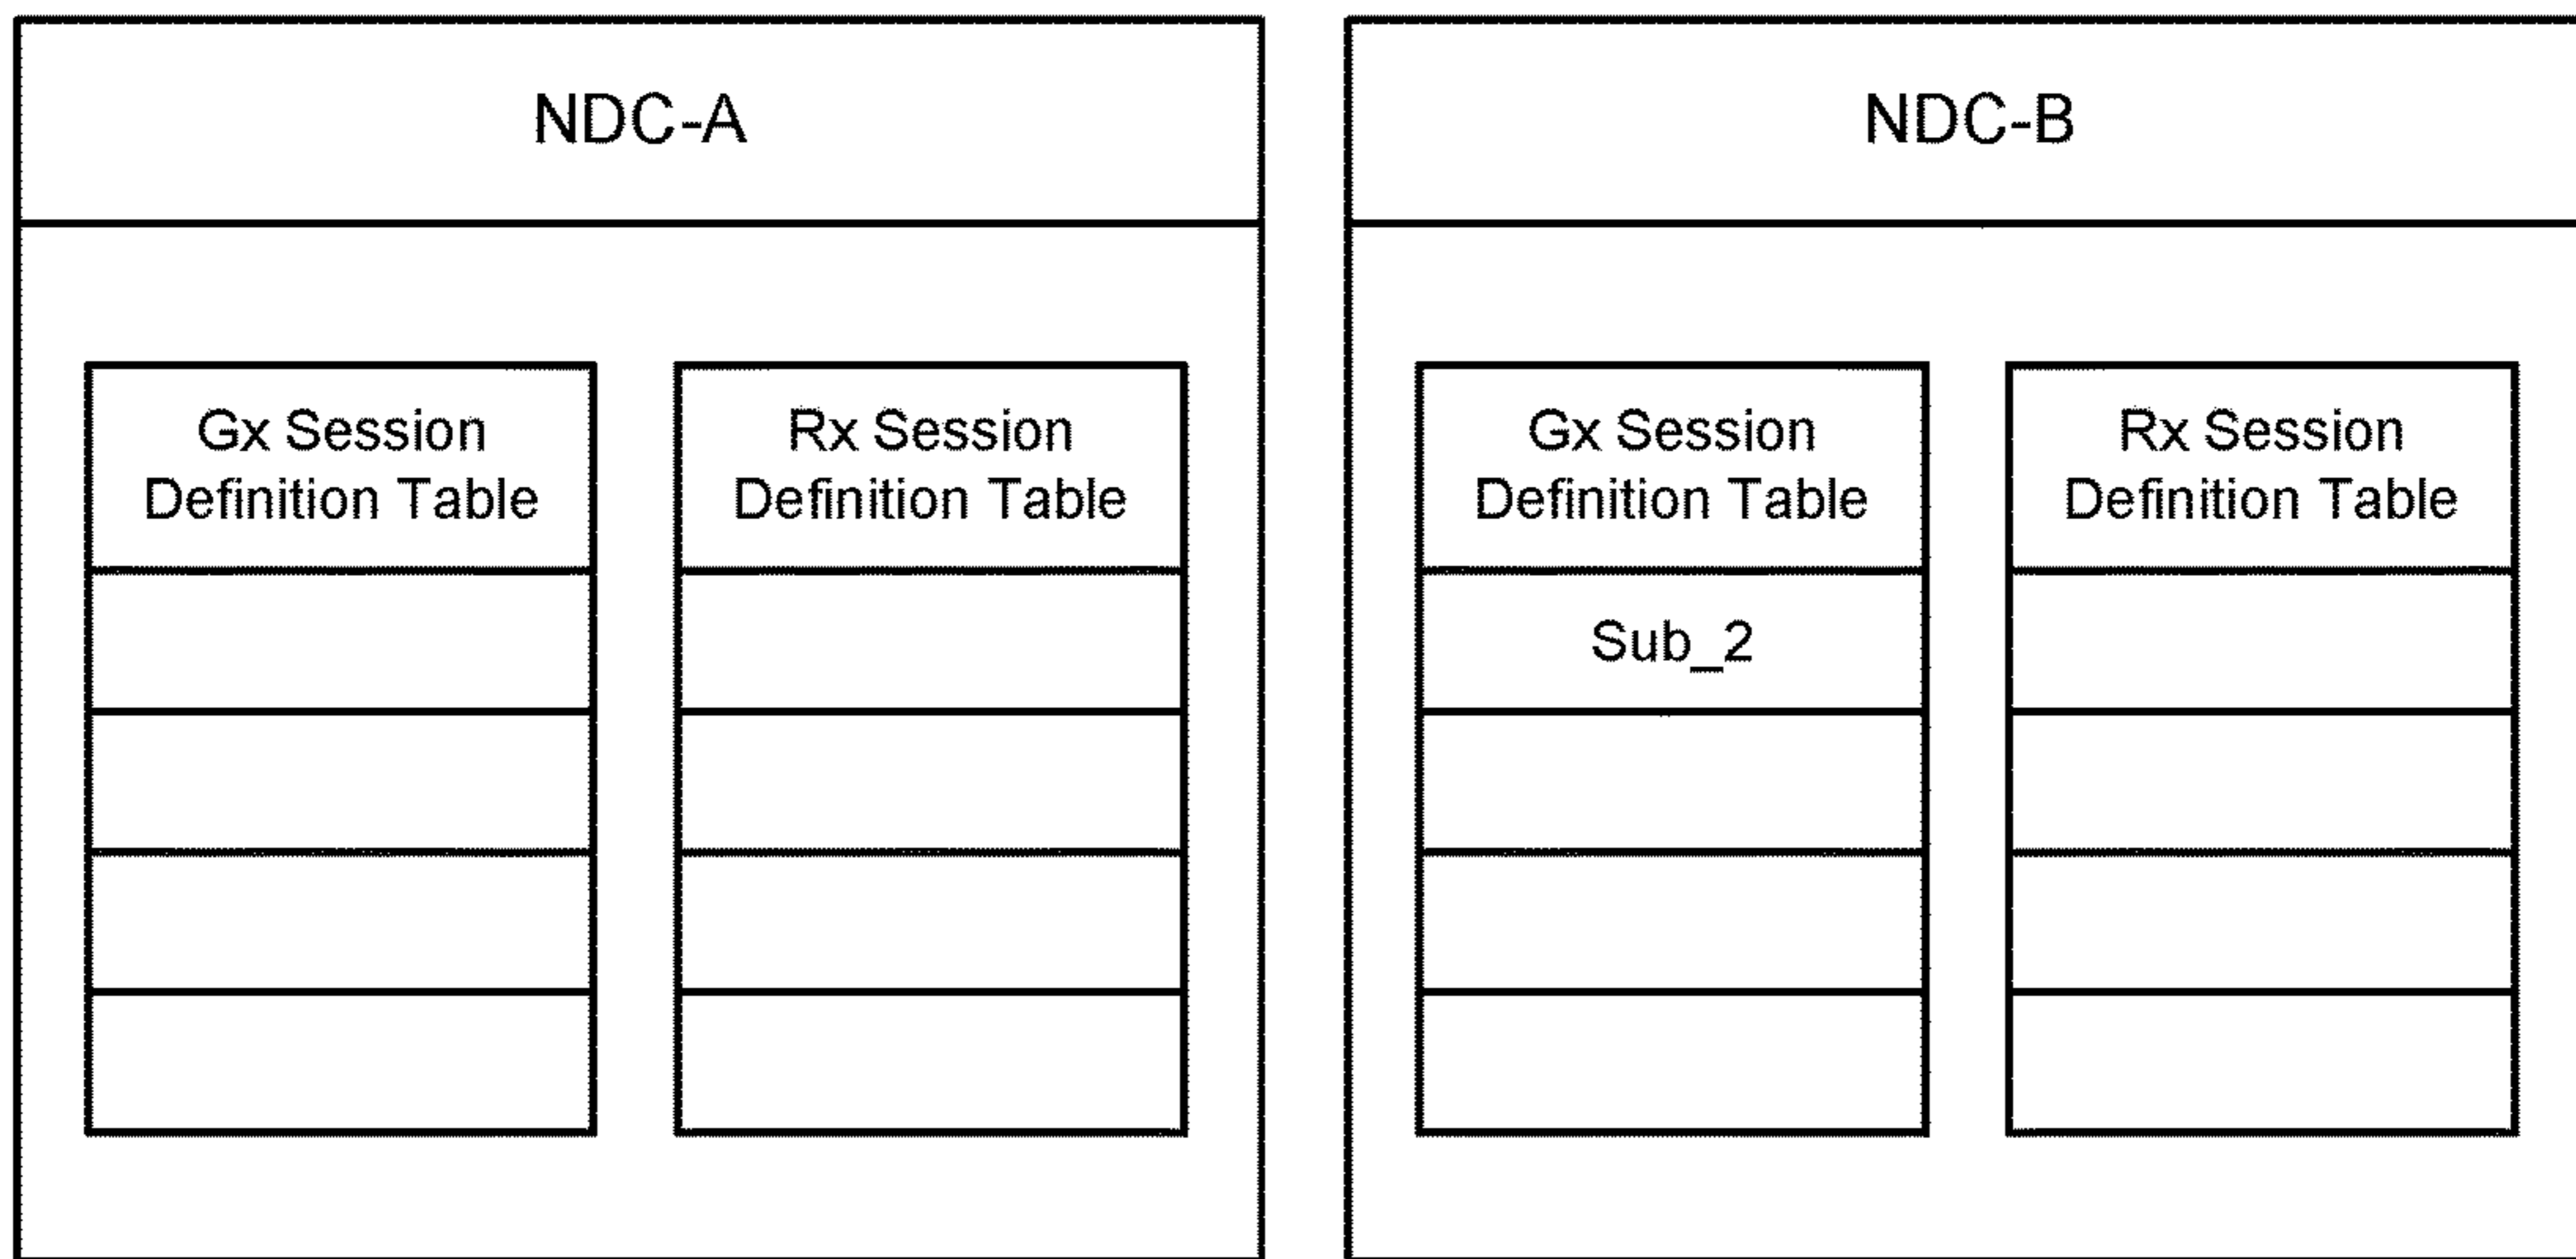 NDC-A
Gx Session
Definition Table
Rx Session
Definition Table
NDC-B
Gx Session
Definition Table
Sub_2
Rx Session
Definition Table